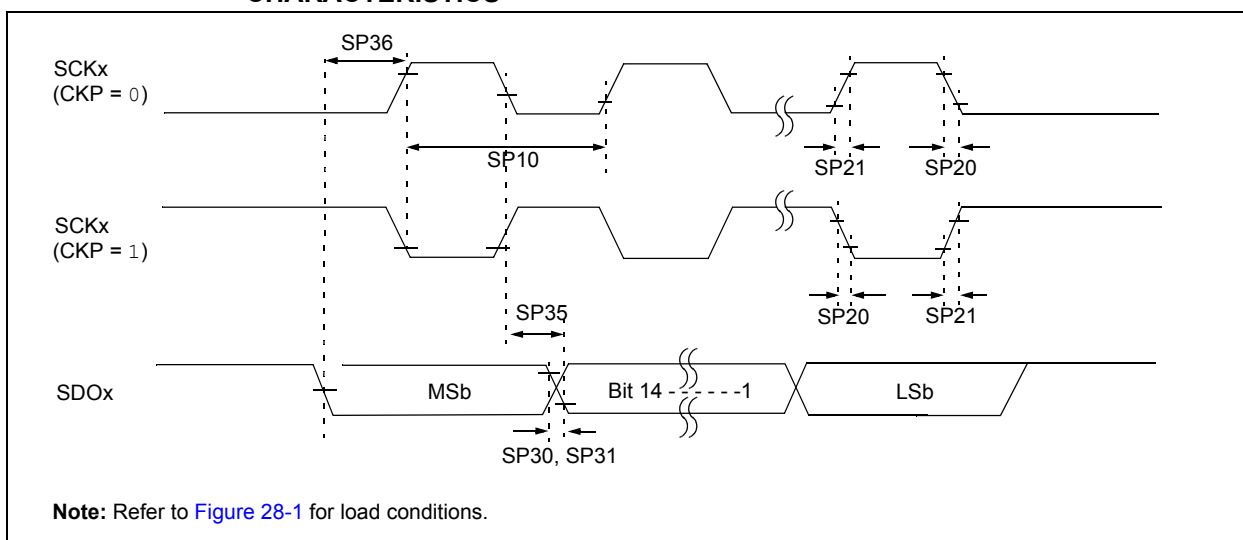 CHARACTERISTICS
SP36
SCKx
(CKP = 0)
SP10
SP21
SP20
SCKx
(CKP = 1)
SP35
SP20
SP21
SDOx
MSb
Bit 14 - - - - - -1
LSb
SP30, SP31
Note: Refer to Figure 28-1 for load conditions.